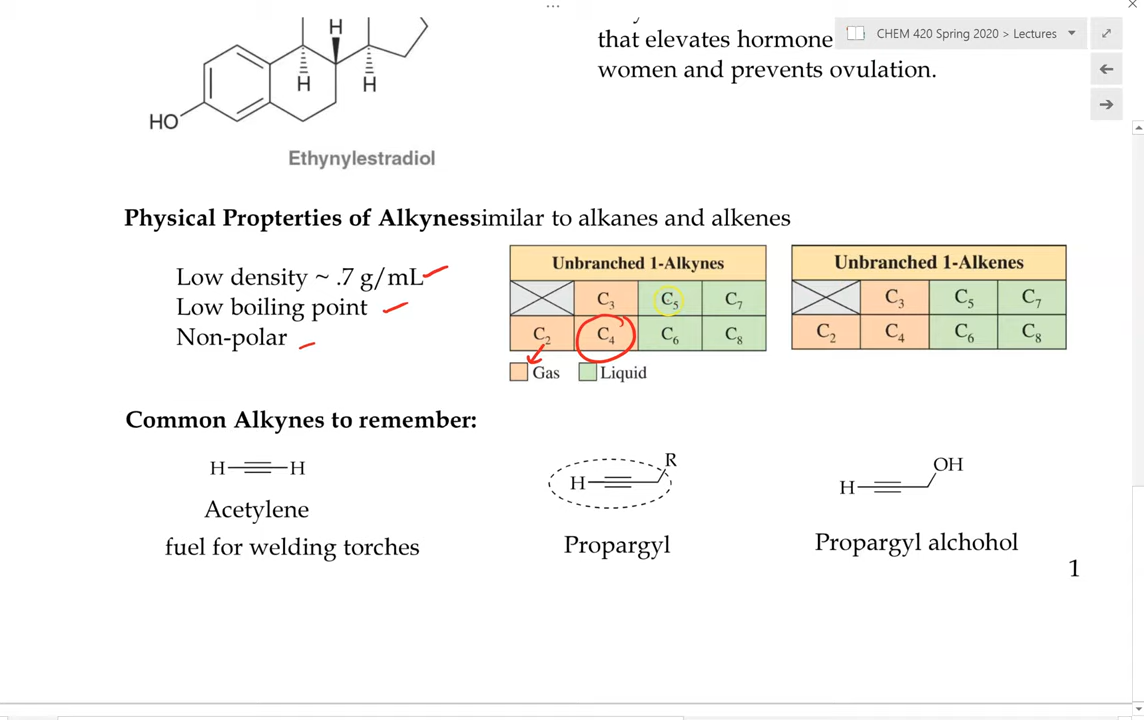 that elevates hormone
CHEM 420 Spring 2020 > Lectures
women and prevents ovulation.
H
H
H
HO
Ethynylestradiol
Physical Propterties of Alkynes: similar to alkanes and alkenes
Low density ~ .7 g/mL
Low boiling point
Non-polar
Unbranched 1-Alkynes
C3 C5 C7
C2 C4 C6 C8
Gas Liquid
Unbranched 1-Alkenes
C3 C5 C7
C2 C4 C6 C8
Common Alkynes to remember:
H H
Acetylene
fuel for welding torches
H R
Propargyl
H OH
Propargyl alchohol
1